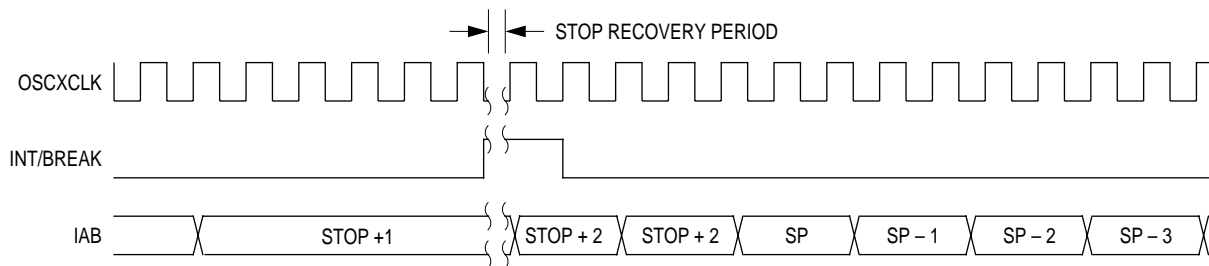 STOP RECOVERY PERIOD
OSCXCLK
INT/BREAK
IAB STOP +1 STOP + 2 STOP + 2 SP SP – 1 SP – 2 SP – 3